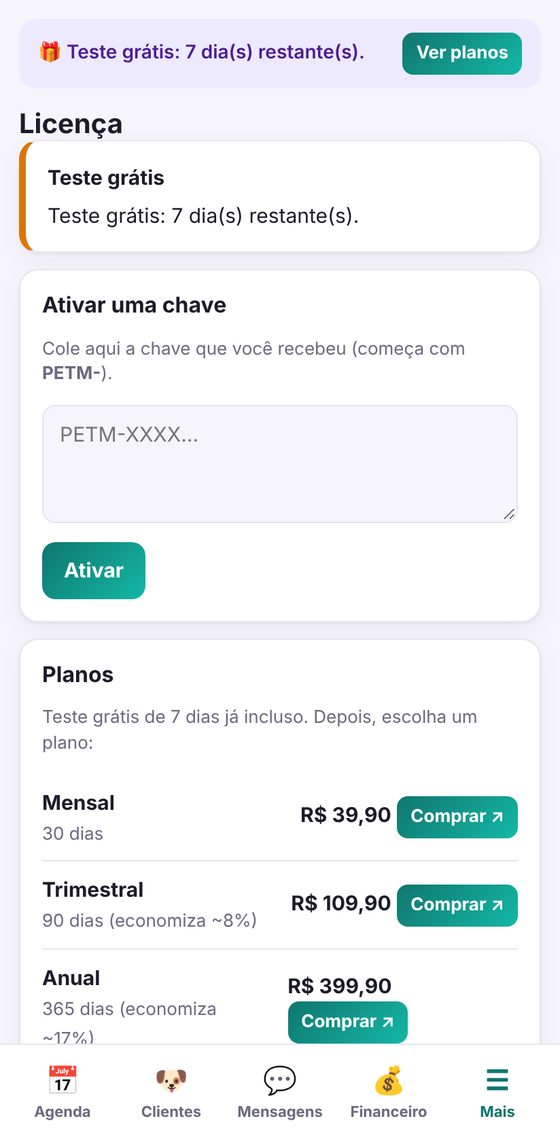 🎁 Teste grátis: 7 dia(s) restante(s). Ver planos
Licença
Teste grátis
Teste grátis: 7 dia(s) restante(s).
Ativar uma chave
Cole aqui a chave que você recebeu (começa com
PETM-).
PETM-XXXX...
Ativar
Planos
Teste grátis de 7 dias já incluso. Depois, escolha um
plano:
Mensal
30 dias
R$ 39,90 Comprar ↗
Trimestral
90 dias (economiza ~8%)
R$ 109,90 Comprar ↗
Anual
365 dias (economiza
~17%)
R$ 399,90
Comprar ↗
July
17
Agenda Clientes Mensagens Financeiro Mais